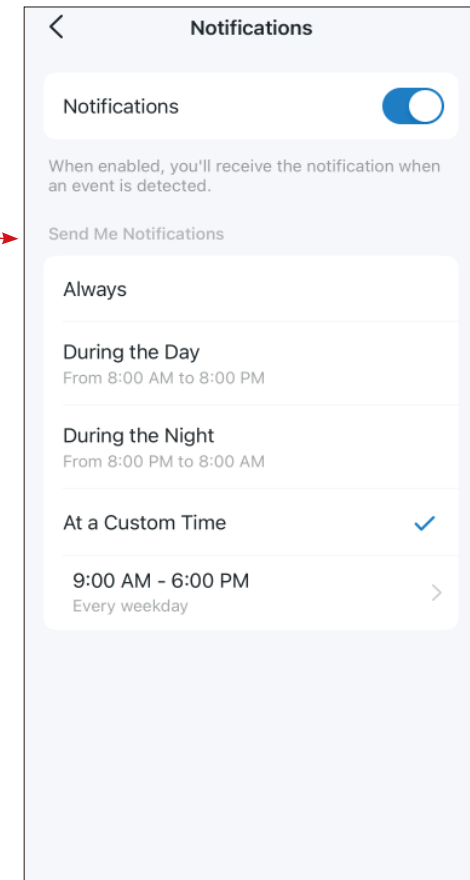 Notifications
Notifications
When enabled, you'll receive the notification when
an event is detected.
Send Me Notifications
Always
During the Day
From 8:00 AM to 8:00 PM
During the Night
From 8:00 PM to 8:00 AM
At a Custom Time
9:00 AM - 6:00 PM
Every weekday